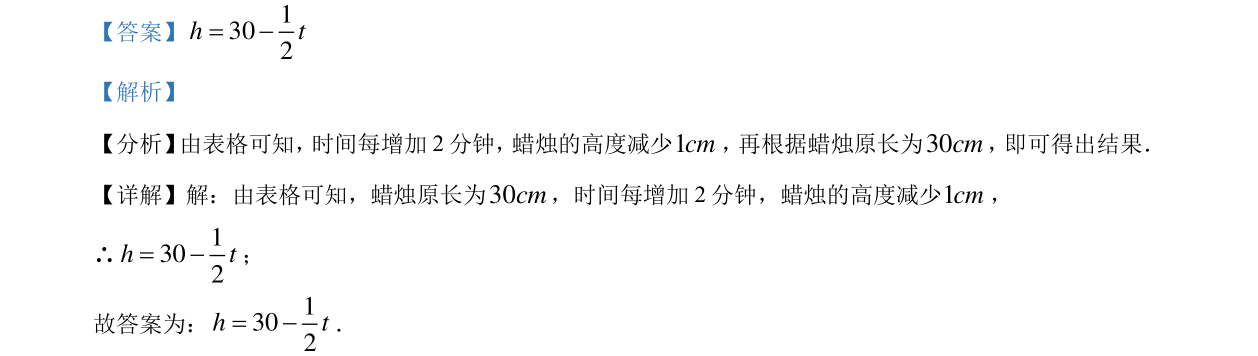 【答案】h=30-\frac{1}{2}t
【解析】
【分析】由表格可知，时间每增加 2 分钟，蜡烛的高度减少1cm，再根据蜡烛原长为30cm，即可得出结果．
【详解】解：由表格可知，蜡烛原长为30cm，时间每增加 2 分钟，蜡烛的高度减少1cm，
∴h=30-\frac{1}{2}t；
故答案为：h=30-\frac{1}{2}t．